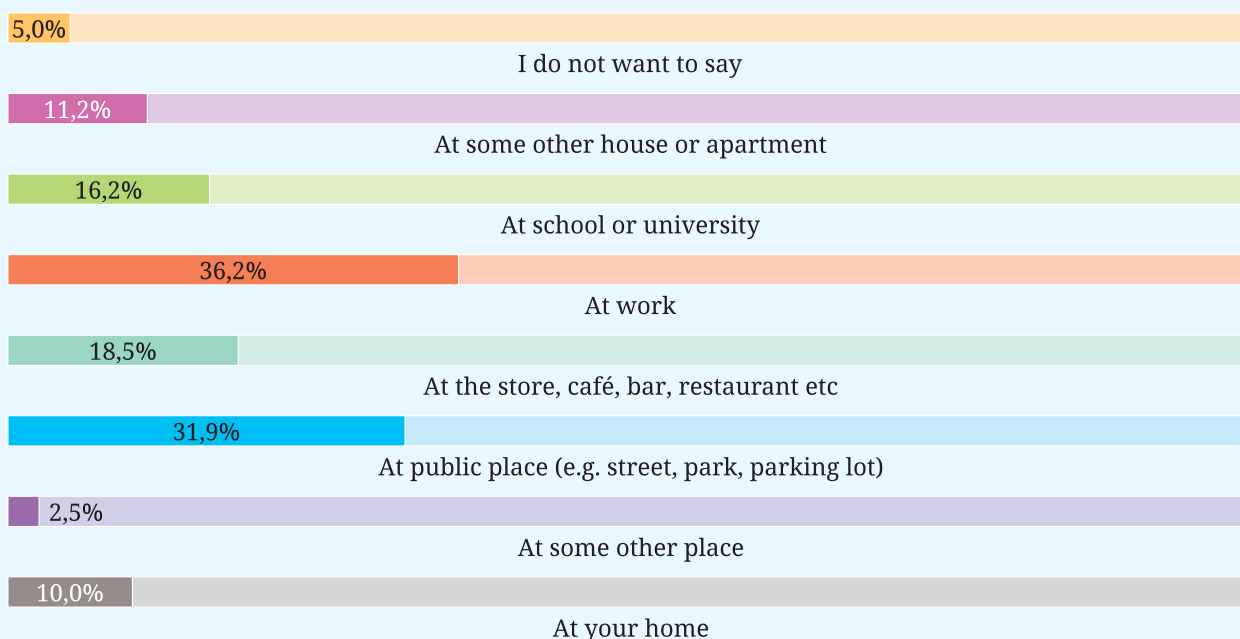 5,0%
I do not want to say
11,2%
At some other house or apartment
16,2%
At school or university
36,2%
At work
18,5%
At the store, café, bar, restaurant etc
31,9%
At public place (e.g. street, park, parking lot)
2,5%
At some other place
10,0%
At your home